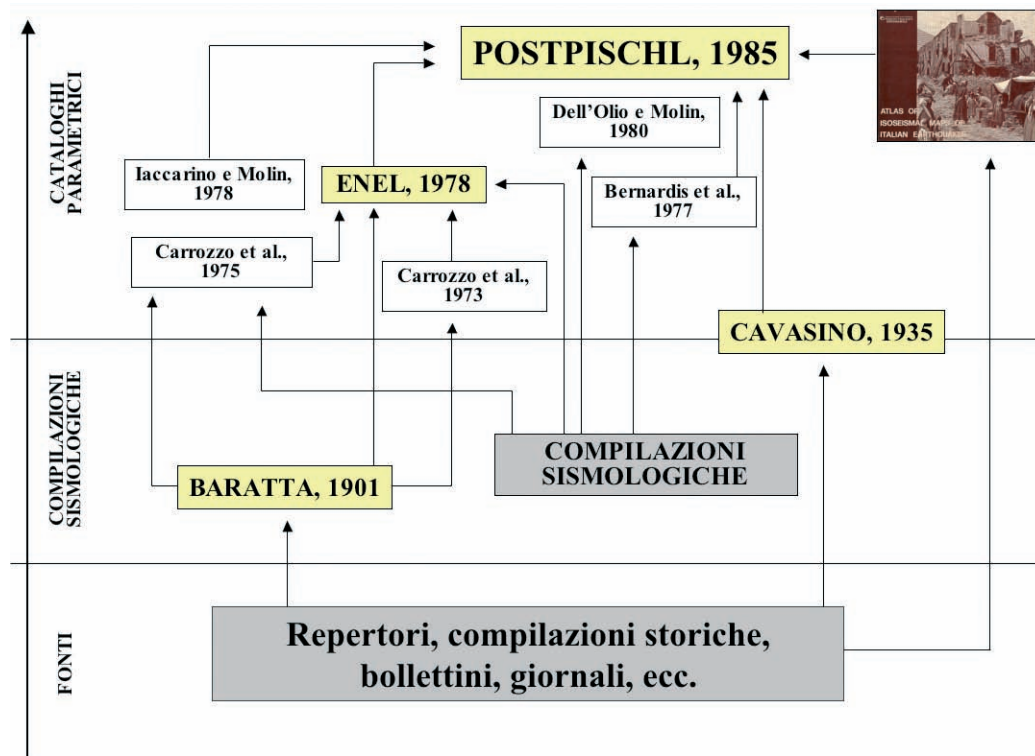 POSTPISCHL, 1985
ATLAS OF
ISOSEISMAL MAPS OF
ITALIAN EARTHQUAKES
CATALOGHI
PARAMETRICI
Dell'Olio e Molin,
1980
Iaccarino e Molin,
1978
ENEL, 1978
Bernardis et al.,
1977
Carrozzo et al.,
1975
Carrozzo et al.,
1973
CAVASINO, 1935
COMPILAZIONI
SISMOLOGICHE
COMPILAZIONI
SISMOLOGICHE
BARATTA, 1901
FONTI
Repertori, compilazioni storiche,
bollettini, giornali, ecc.